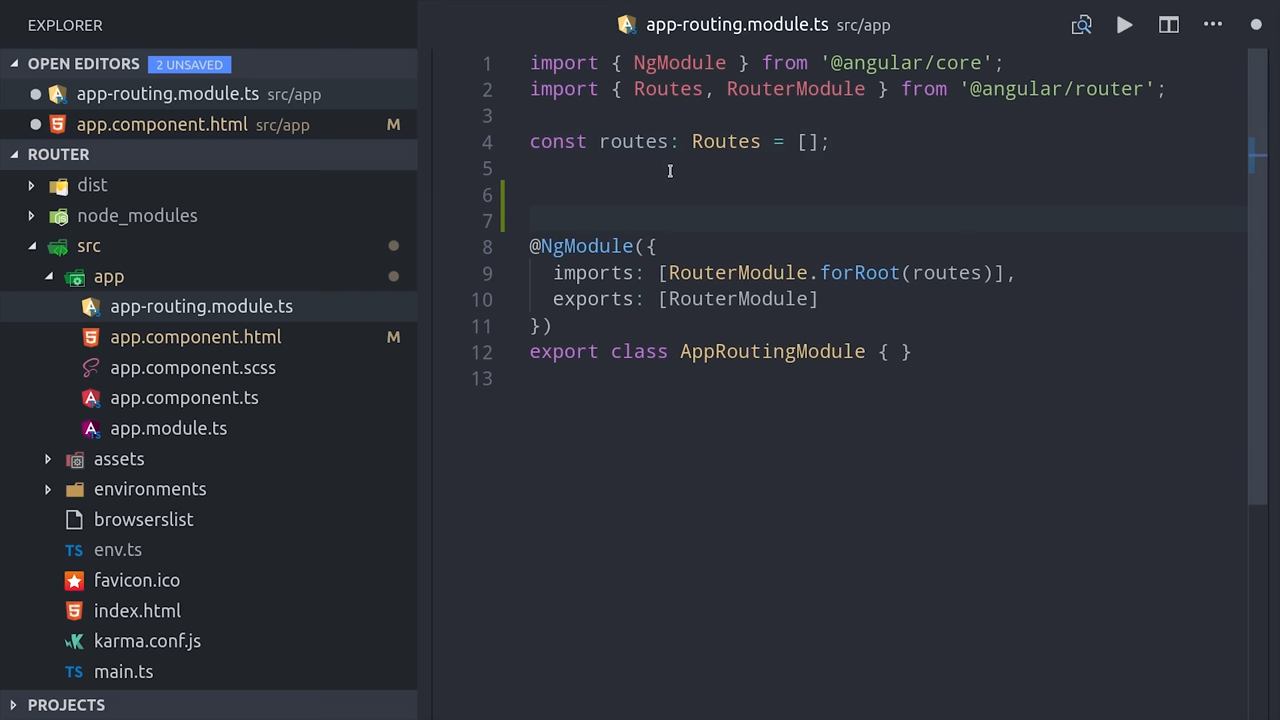 EXPLORER
OPEN EDITORS 2 UNSAVED
app-routing.module.ts src/app
app.component.html src/app M
ROUTER
dist
node_modules
src
app
app-routing.module.ts
app.component.html M
app.component.scss
app.component.ts
app.module.ts
assets
environments
browserslist
TS env.ts
favicon.ico
index.html
karma.conf.js
TS main.ts
PROJECTS
app-routing.module.ts src/app
1 import { NgModule } from '@angular/core';
2 import { Routes, RouterModule } from '@angular/router';
3
4 const routes: Routes = [];
5
6
7
8 @NgModule({
9 imports: [RouterModule.forRoot(routes)],
10 exports: [RouterModule]
11 })
12 export class AppRoutingModule { }
13